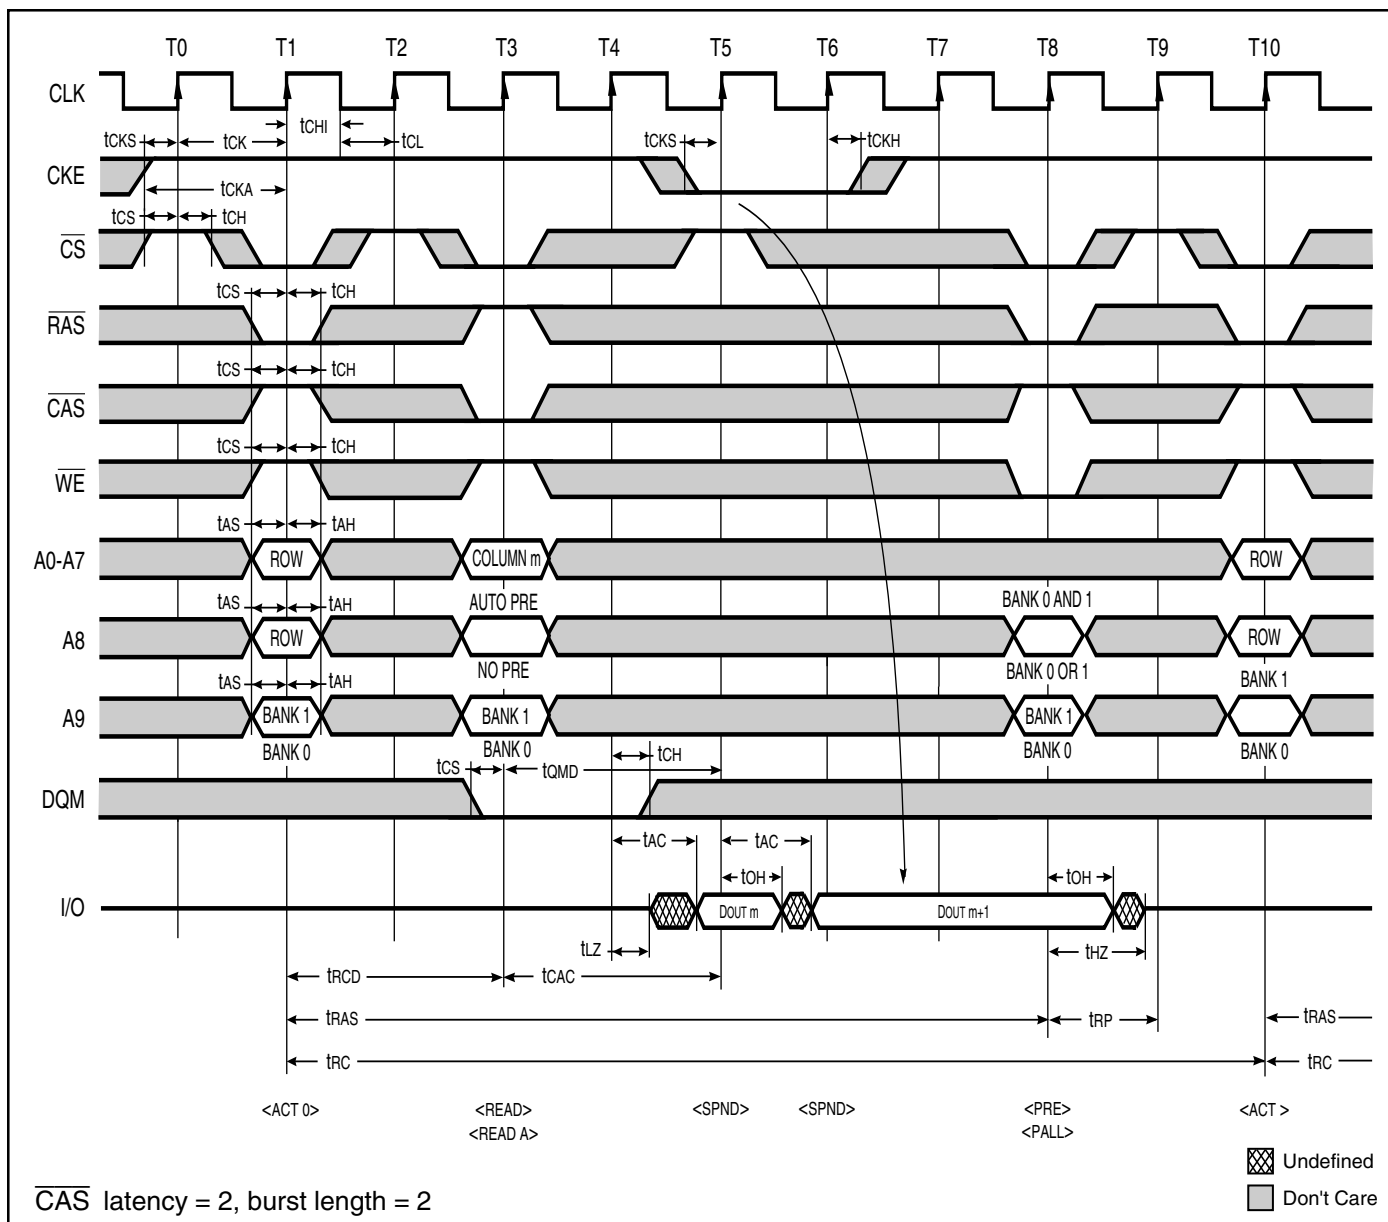 T0 T1 T2 T3 T4 T5 T6 T7 T8 T9 T10
CLK
tCHI
tCKS tCK tCL tCKS tCKH
CKE
tCKA
tCS tCH
CS
tCS tCH
RAS
tCS tCH
CAS
tCS tCH
WE
tAS tAH
A0-A7 ROW COLUMN m ROW
tAS tAH AUTO PRE BANK 0 AND 1
A8 ROW ROW
NO PRE BANK 0 OR 1
tAS tAH BANK 1
A9 BANK 1 BANK 1 BANK 1
BANK 0 BANK 0 BANK 0 BANK 0
tCS tQMD tCH
DQM
tAC tAC
tOH tOH
I/O DOUT m DOUT m+1
tLZ tHZ
tRCD tCAC
tRAS tRP tRAS
tRC tRC
<ACT 0> <READ> <SPND> <SPND> <PRE> <ACT >
<READ A> <PALL>
Undefined
CAS latency = 2, burst length = 2
Don't Care